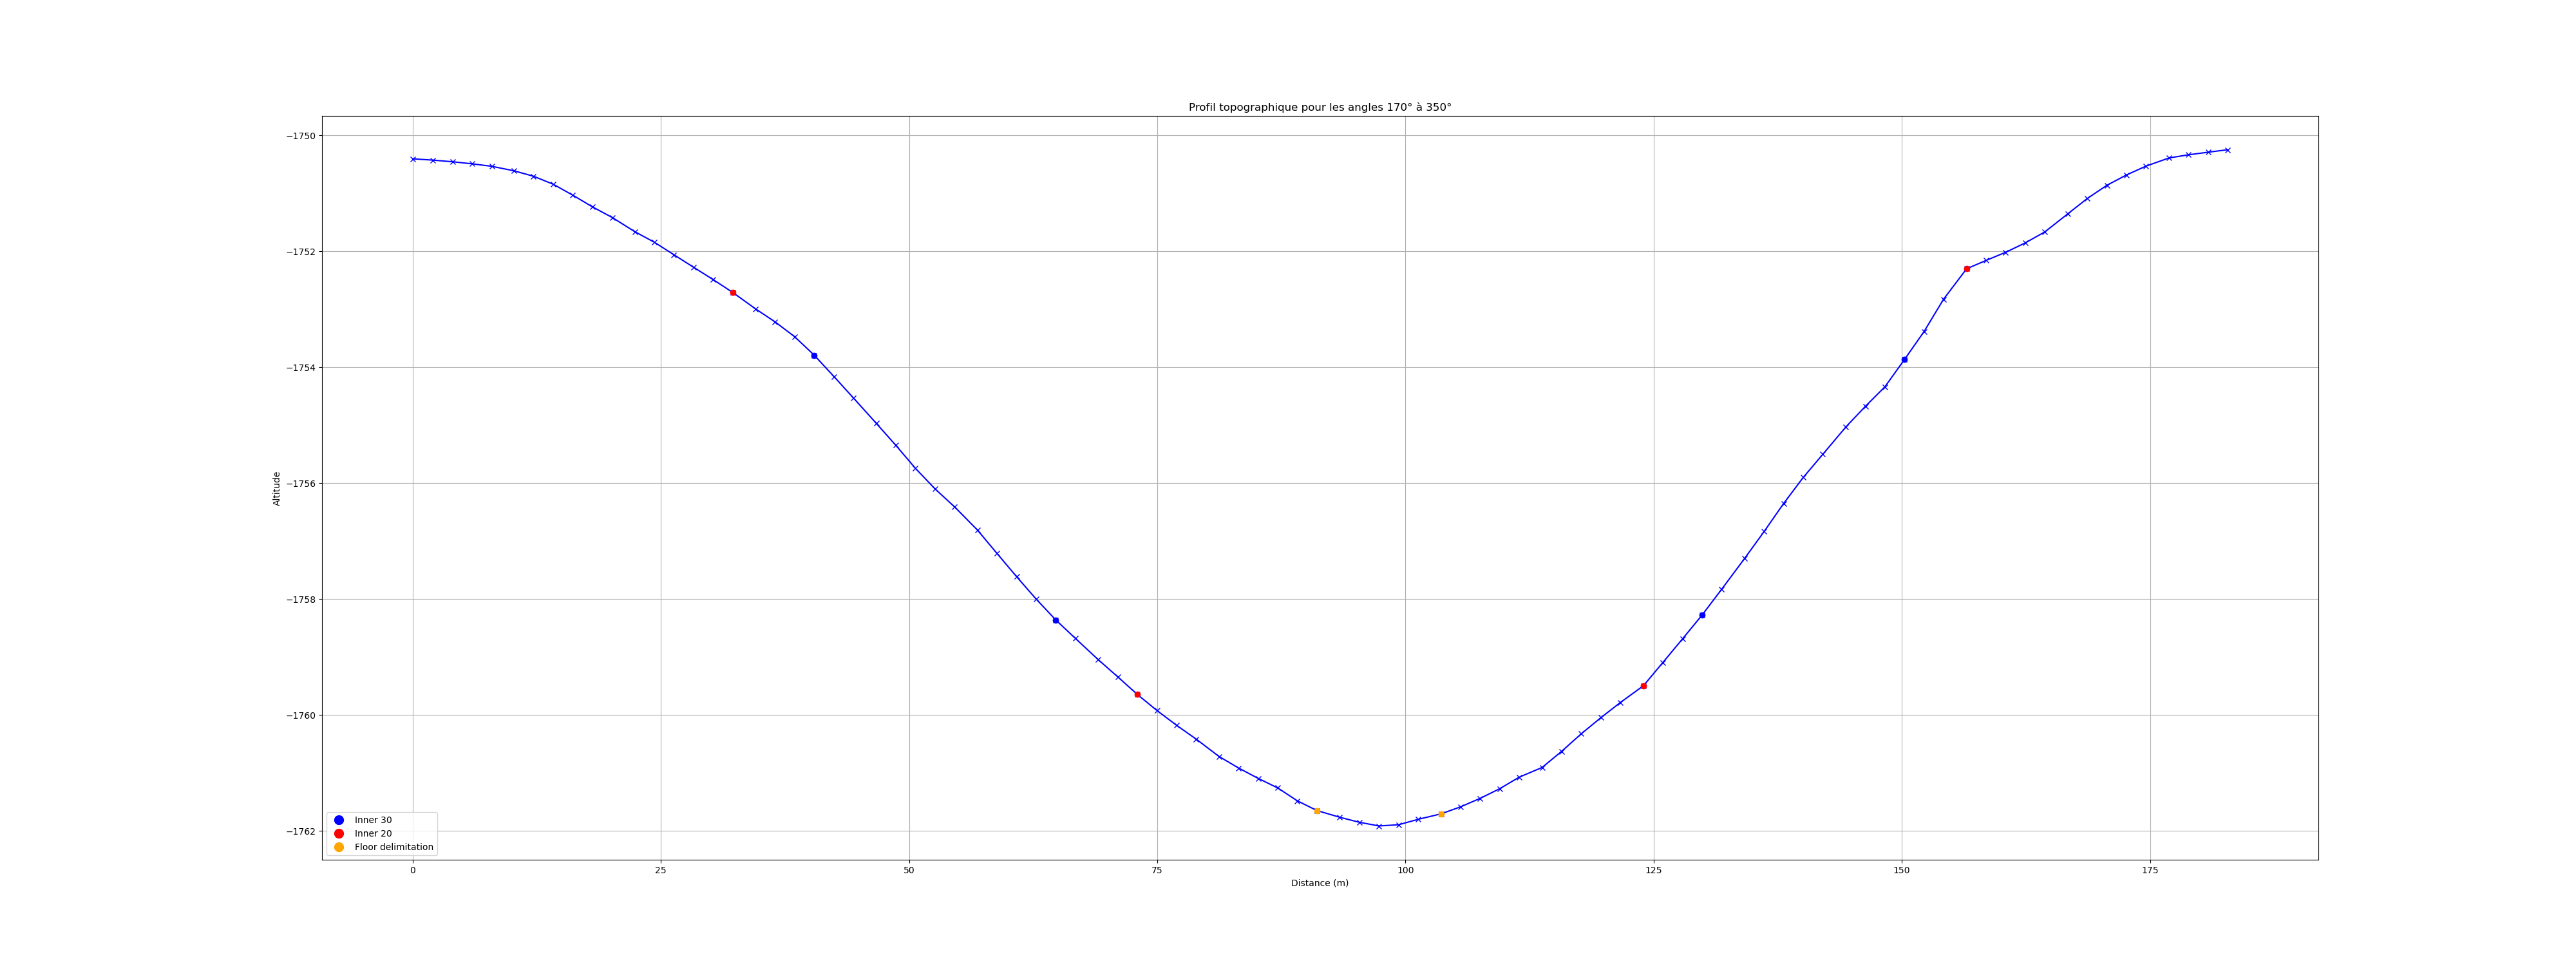 Profil topographique pour les angles 170° à 350°
Altitude
−1750
−1752
−1754
−1756
−1758
−1760
−1762
Inner 30
Inner 20
Floor delimitation
0 25 50 75 100 125 150 175
Distance (m)